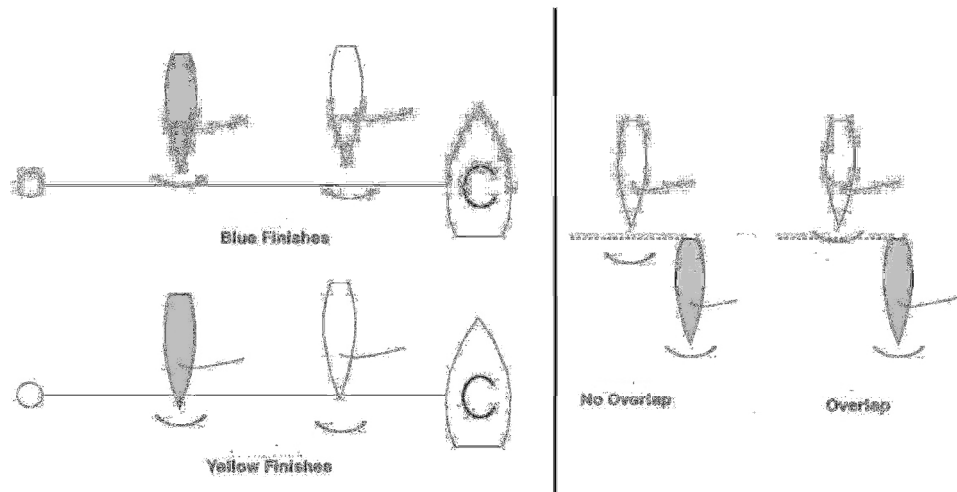 C
Blue Finishes
C
Yellow Finishes
No Overlap
Overlap